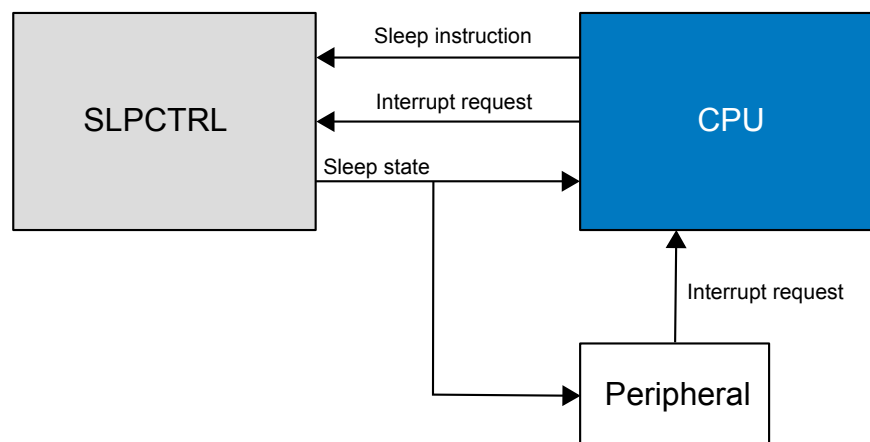 Sleep instruction
SLPCTRL
Interrupt request
CPU
Sleep state
Interrupt request
Peripheral